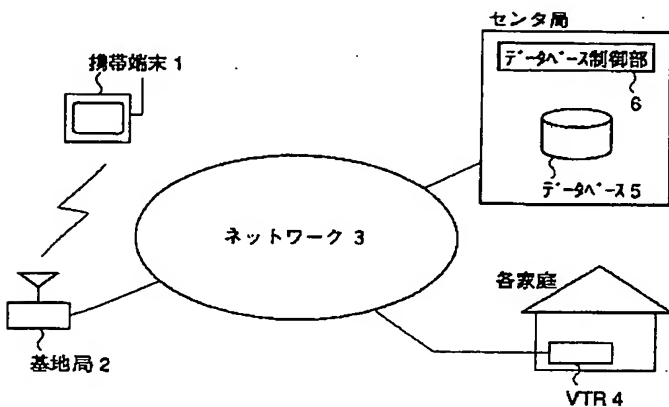 センタ局
データベース制御部
6
データベース5
携帯端末1
ネットワーク 3
基地局2
各家庭
VTR 4